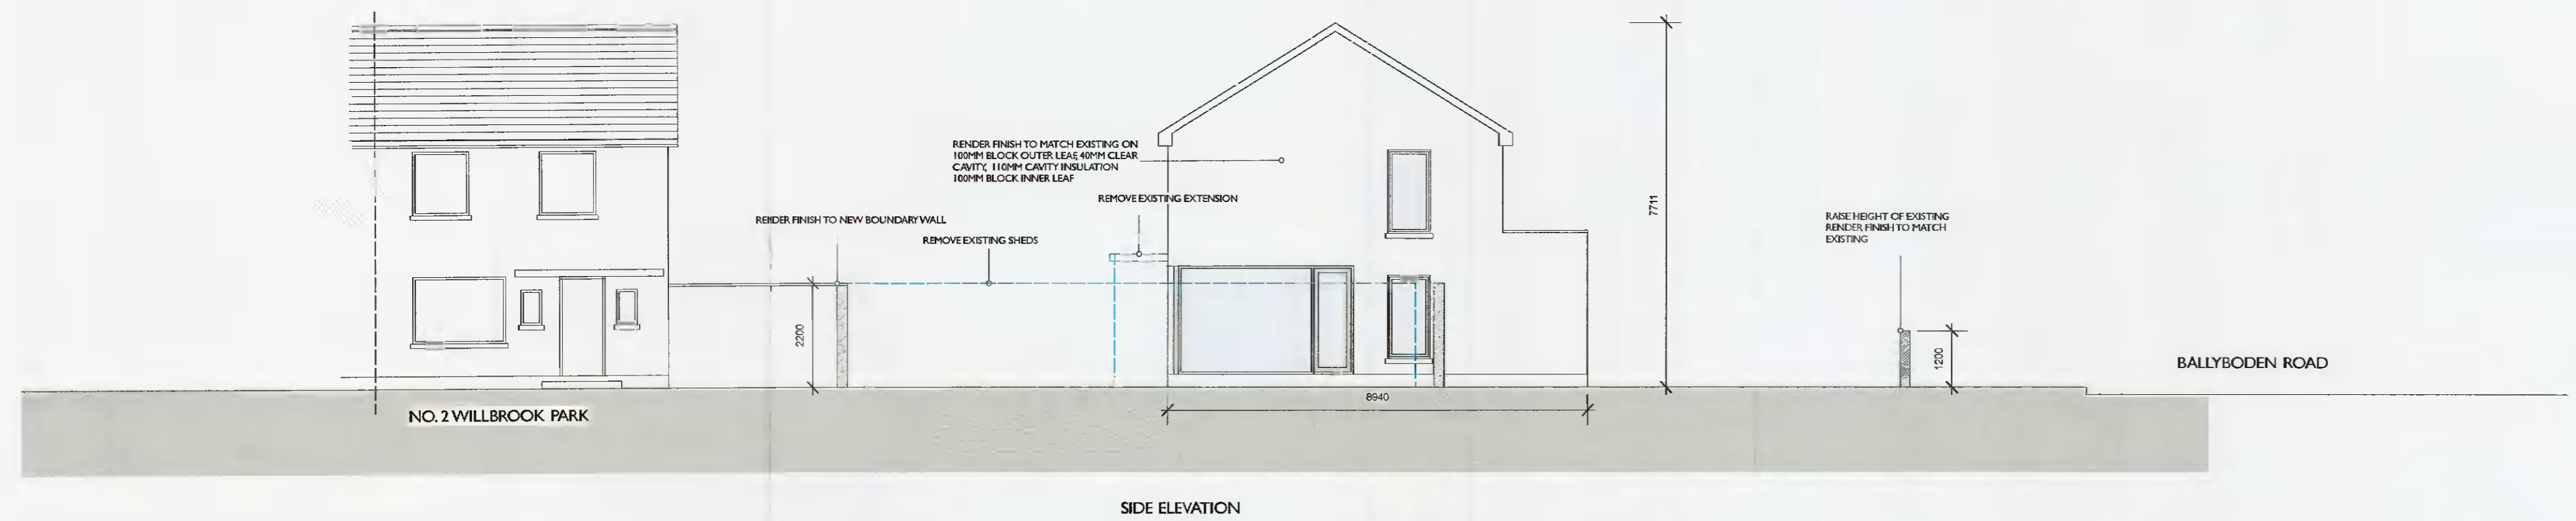 RENDER FINISH TO MATCH EXISTING ON
100MM BLOCK OUTER LEAF, 40MM CLEAR
CAVITY, 110MM CAVITY INSULATION
100MM BLOCK INNER LEAF
REMOVE EXISTING EXTENSION
RENDER FINISH TO NEW BOUNDARY WALL
REMOVE EXISTING SHEDS
7711
RAISE HEIGHT OF EXISTING
RENDER FINISH TO MATCH
EXISTING
2200
1200
BALLYBODEN ROAD
8940
NO. 2 WILLBROOK PARK
SIDE ELEVATION